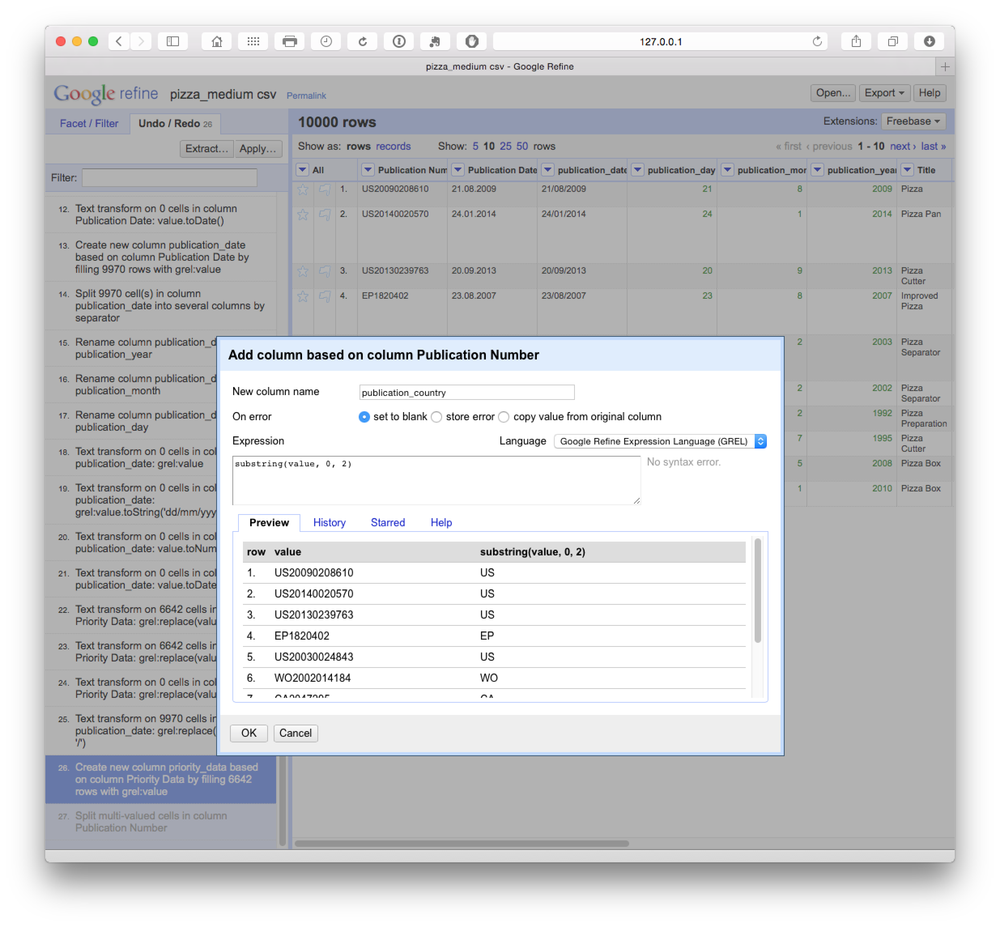 127.0.0.1
pizza_medium csv - Google Refine
Google refine pizza_medium csv Permalink
Open... Export Help
Facet / Filter Undo / Redo 26
10000 rows
Extensions: Freebase
Extract... Apply...
Show as: rows records Show: 5 10 25 50 rows
« first ‹ previous 1 - 10 next › last »
Filter:
All Publication Num Publication Date publication_date publication_day publication_mor publication_year Title
1. US20090208610 21.08.2009 21/08/2009 21 8 2009 Pizza
2. US20140020570 24.01.2014 24/01/2014 24 1 2014 Pizza Pan
3. US20130239763 20.09.2013 20/09/2013 20 9 2013 Pizza
Cutter
4. EP1820402 23.08.2007 23/08/2007 23 8 2007 Improved
Pizza
2 2003 Pizza
Separator
2 2002 Pizza
Separator
2 1992 Pizza
Preparation
7 1995 Pizza
Cutter
5 2008 Pizza Box
1 2010 Pizza Box
12. Text transform on 0 cells in column
Publication Date: value.toDate()
13. Create new column publication_date
based on column Publication Date by
filling 9970 rows with grel:value
14. Split 9970 cell(s) in column
publication_date into several columns by
separator
15. Rename column publication_d
publication_year
16. Rename column publication_d
publication_month
17. Rename column publication_d
publication_day
18. Text transform on 0 cells in col
publication_date: grel:value
19. Text transform on 0 cells in col
publication_date:
grel:value.toString('dd/mm/yyy
20. Text transform on 0 cells in col
publication_date: value.toNum
21. Text transform on 0 cells in col
publication_date: value.toDate
22. Text transform on 6642 cells in
Priority Data: grel:replace(valu
23. Text transform on 6642 cells in
Priority Data: grel:replace(valu
24. Text transform on 0 cells in col
Priority Data: grel:replace(valu
25. Text transform on 9970 cells in
publication_date: grel:replace(
'/')
26. Create new column priority_data based
on column Priority Data by filling 6642
rows with grel:value
27. Split multi-valued cells in column
Publication Number
Add column based on column Publication Number
New column name publication_country
On error set to blank store error copy value from original column
Expression Language Google Refine Expression Language (GREL)
substring(value, 0, 2)
No syntax error.
Preview History Starred Help
row value substring(value, 0, 2)
1. US20090208610 US
2. US20140020570 US
3. US20130239763 US
4. EP1820402 EP
5. US20030024843 US
6. WO2002014184 WO
OK Cancel